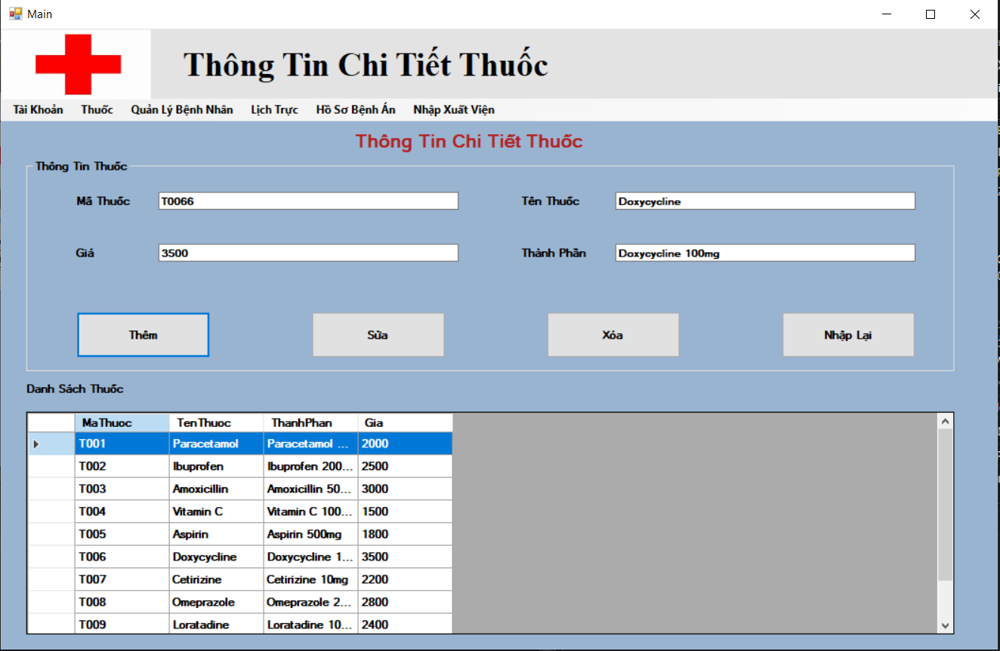 Main
Thông Tin Chi Tiết Thuốc
Tài Khoản Thuốc Quản Lý Bệnh Nhân Lịch Trực Hồ Sơ Bệnh Án Nhập Xuất Viện
Thông Tin Chi Tiết Thuốc
Thông Tin Thuốc
Mã Thuốc T0066 Tên Thuốc Doxycycline
Giá 3500 Thành Phần Doxycycline 100mg
Thêm Sửa Xóa Nhập Lại
Danh Sách Thuốc
MaThuoc TenThuoc ThanhPhan Gia
T001 Paracetamol Paracetamol ... 2000
T002 Ibuprofen Ibuprofen 200... 2500
T003 Amoxicillin Amoxicillin 50... 3000
T004 Vitamin C Vitamin C 100... 1500
T005 Aspirin Aspirin 500mg 1800
T006 Doxycycline Doxycycline 1... 3500
T007 Cetirizine Cetirizine 10mg 2200
T008 Omeprazole Omeprazole 2... 2800
T009 Loratadine Loratadine 10... 2400